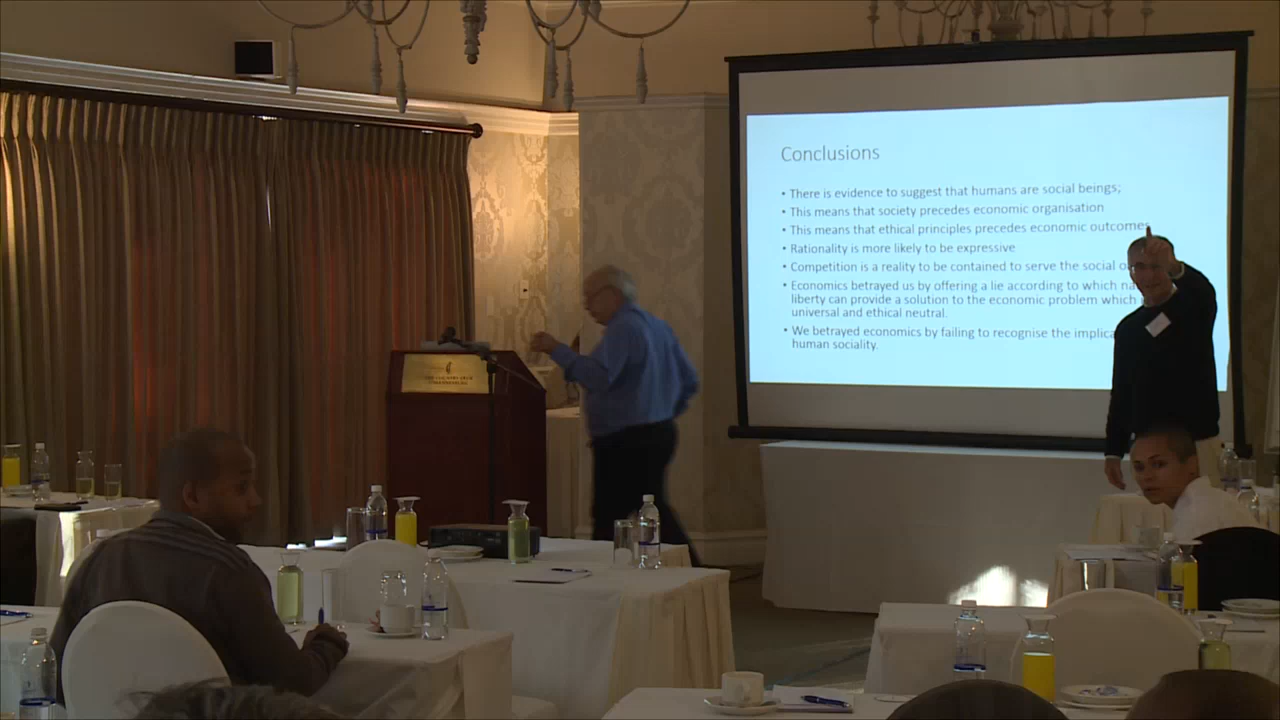 Conclusions
• There is evidence to suggest that humans are social beings;
• This means that society precedes economic organisation
• This means that ethical principles precedes economic outcomes
• Rationality is more likely to be expressive
• Competition is a reality to be contained to serve the social
• Economics betrayed us by offering a lie according to which
liberty can provide a solution to the economic problem which
universal and ethical neutral.
• We betrayed economics by failing to recognise the
human sociality.